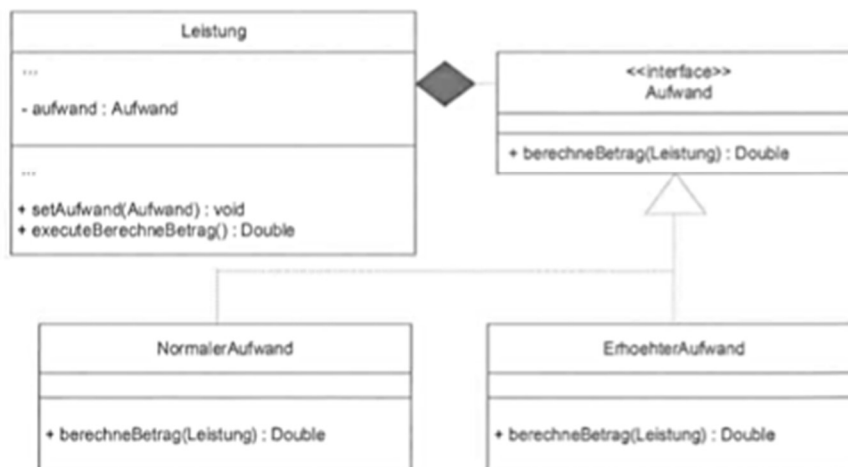 Leistung
...
- aufwand : Aufwand
...
+ setAufwand(Aufwand) : void
+ executeBerechneBetrag() : Double
<<interface>>
Aufwand
+ berechneBetrag(Leistung) : Double
NormalerAufwand
+ berechneBetrag(Leistung) : Double
ErhoehterAufwand
+ berechneBetrag(Leistung) : Double